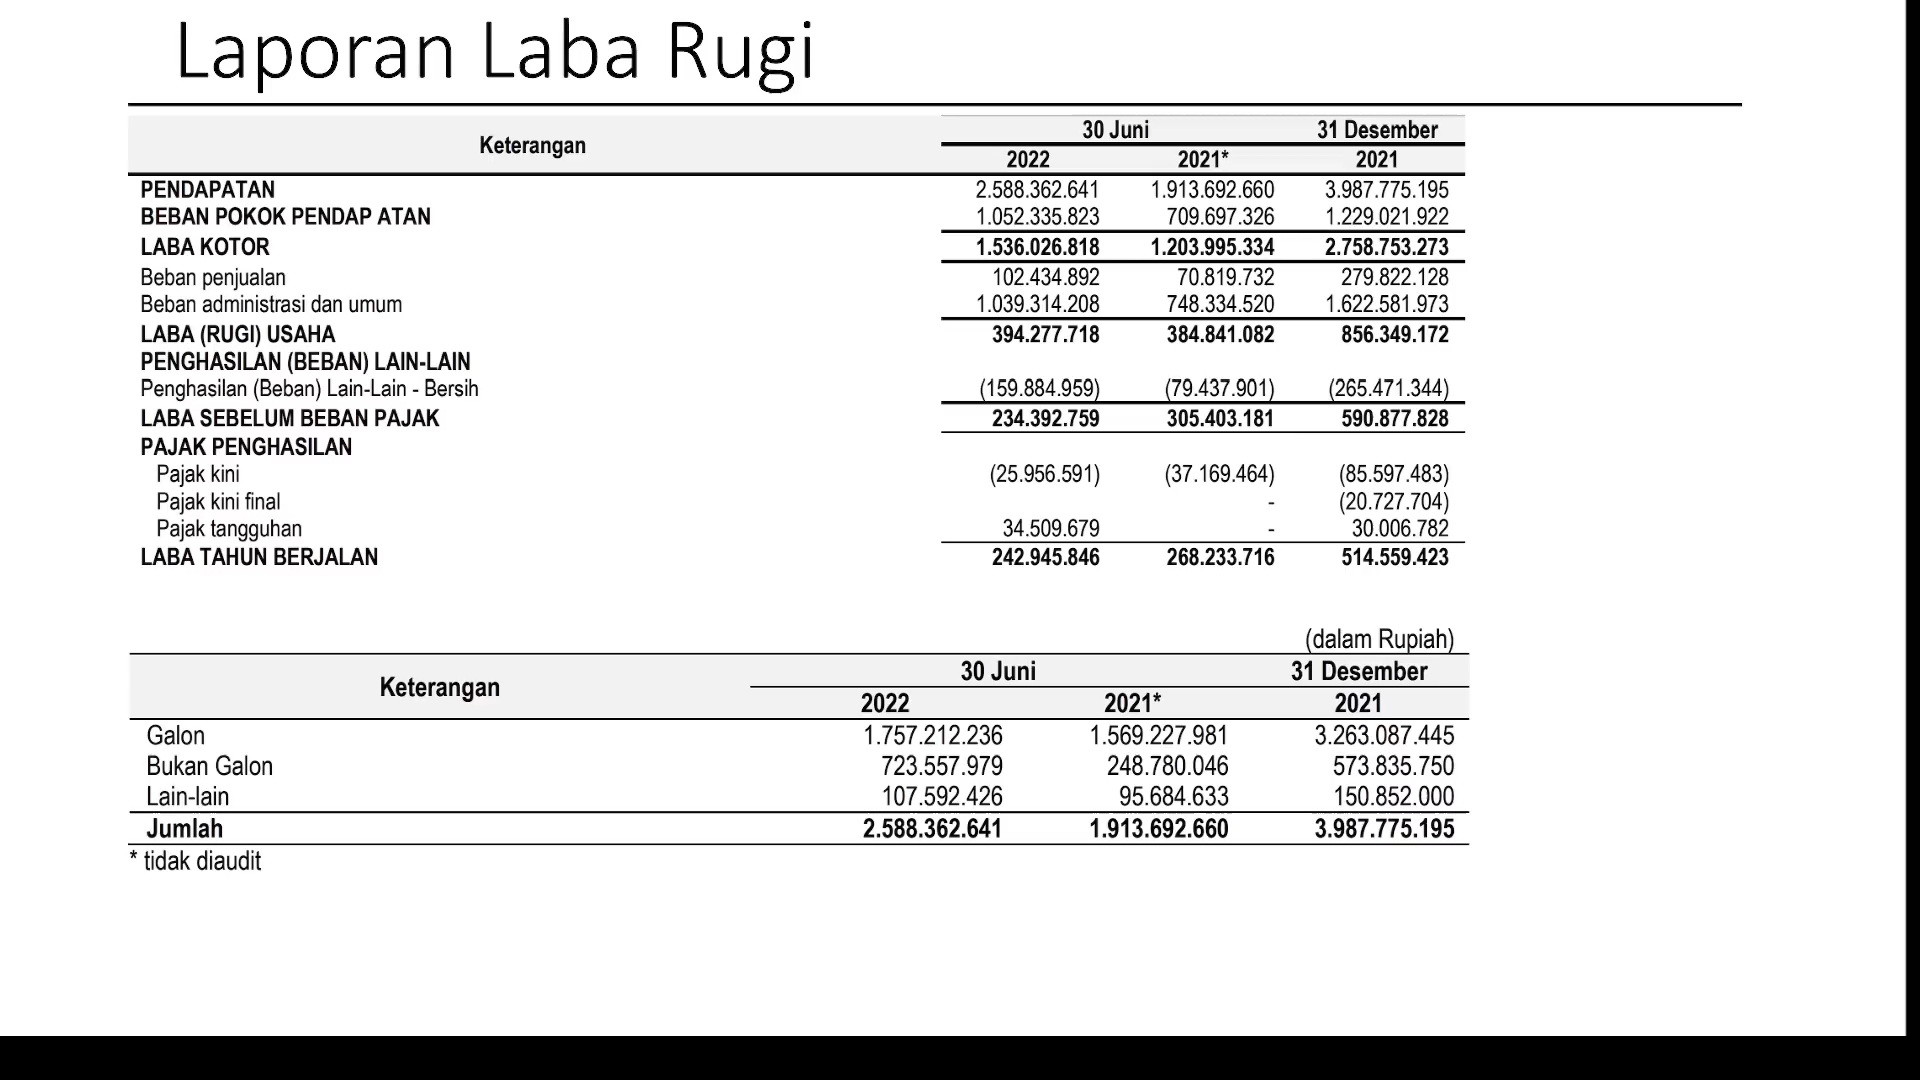 Laporan Laba Rugi
Keterangan 30 Juni 31 Desember
2022 2021* 2021
PENDAPATAN 2.588.362.641 1.913.692.660 3.987.775.195
BEBAN POKOK PENDAP ATAN 1.052.335.823 709.697.326 1.229.021.922
LABA KOTOR 1.536.026.818 1.203.995.334 2.758.753.273
Beban penjualan 102.434.892 70.819.732 279.822.128
Beban administrasi dan umum 1.039.314.208 748.334.520 1.622.581.973
LABA (RUGI) USAHA 394.277.718 384.841.082 856.349.172
PENGHASILAN (BEBAN) LAIN-LAIN
Penghasilan (Beban) Lain-Lain - Bersih (159.884.959) (79.437.901) (265.471.344)
LABA SEBELUM BEBAN PAJAK 234.392.759 305.403.181 590.877.828
PAJAK PENGHASILAN
Pajak kini (25.956.591) (37.169.464) (85.597.483)
Pajak kini final - (20.727.704)
Pajak tangguhan 34.509.679 - 30.006.782
LABA TAHUN BERJALAN 242.945.846 268.233.716 514.559.423
(dalam Rupiah)
Keterangan 30 Juni 31 Desember
2022 2021* 2021
Galon 1.757.212.236 1.569.227.981 3.263.087.445
Bukan Galon 723.557.979 248.780.046 573.835.750
Lain-lain 107.592.426 95.684.633 150.852.000
Jumlah 2.588.362.641 1.913.692.660 3.987.775.195
* tidak diaudit